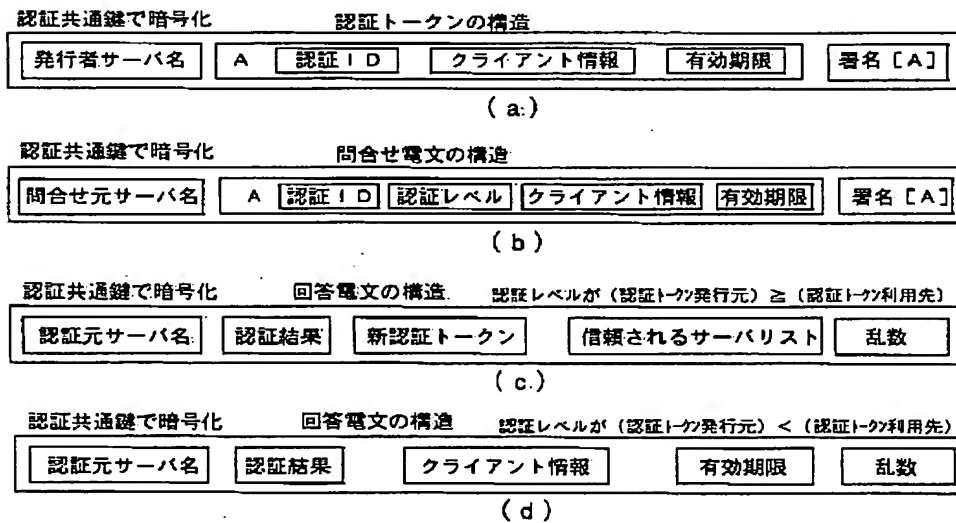 認証共通鍵で暗号化 認証トークンの構造
発行者サーバ名 A 認証ID クライアント情報 有効期限 署名[A]
(a)
認証共通鍵で暗号化 問合せ電文の構造
問合せ元サーバ名 A 認証ID 認証レベル クライアント情報 有効期限 署名[A]
(b)
認証共通鍵で暗号化 回答電文の構造 認証レベルが(認証トークン発行元)≧(認証トークン利用先)
認証元サーバ名 認証結果 新認証トークン 信頼されるサーバリスト 乱数
(c)
認証共通鍵で暗号化 回答電文の構造 認証レベルが(認証トークン発行元)<(認証トークン利用先)
認証元サーバ名 認証結果 クライアント情報 有効期限 乱数
(d)